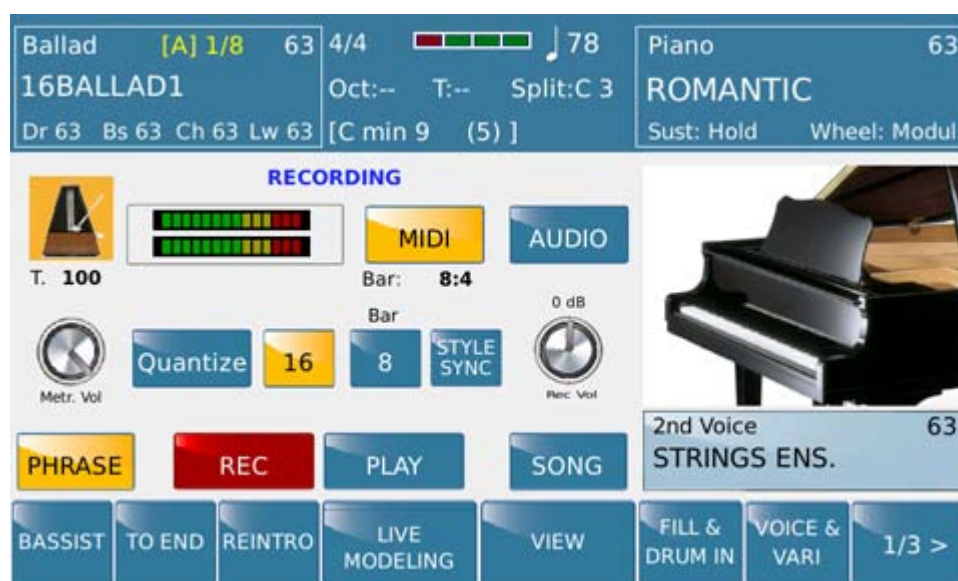 Ballad [A] 1/8 63
16BALLAD1
Dr 63 Bs 63 Ch 63 Lw 63
4/4 78
Oct:-- T:-- Split:C 3
[C min 9 (5) ]
Piano 63
ROMANTIC
Sust: Hold Wheel: Modul
RECORDING
MIDI AUDIO
T. 100
Bar: 8:4
0 dB
Bar
Quantize 16 8 STYLE
SYNC
Metr. Vol
Rec Vol
2nd Voice 63
STRINGS ENS.
PHRASE REC PLAY SONG
BASSIST TO END REINTRO LIVE
MODELING
VIEW
FILL &
DRUM IN
VOICE &
VARI
1/3 >